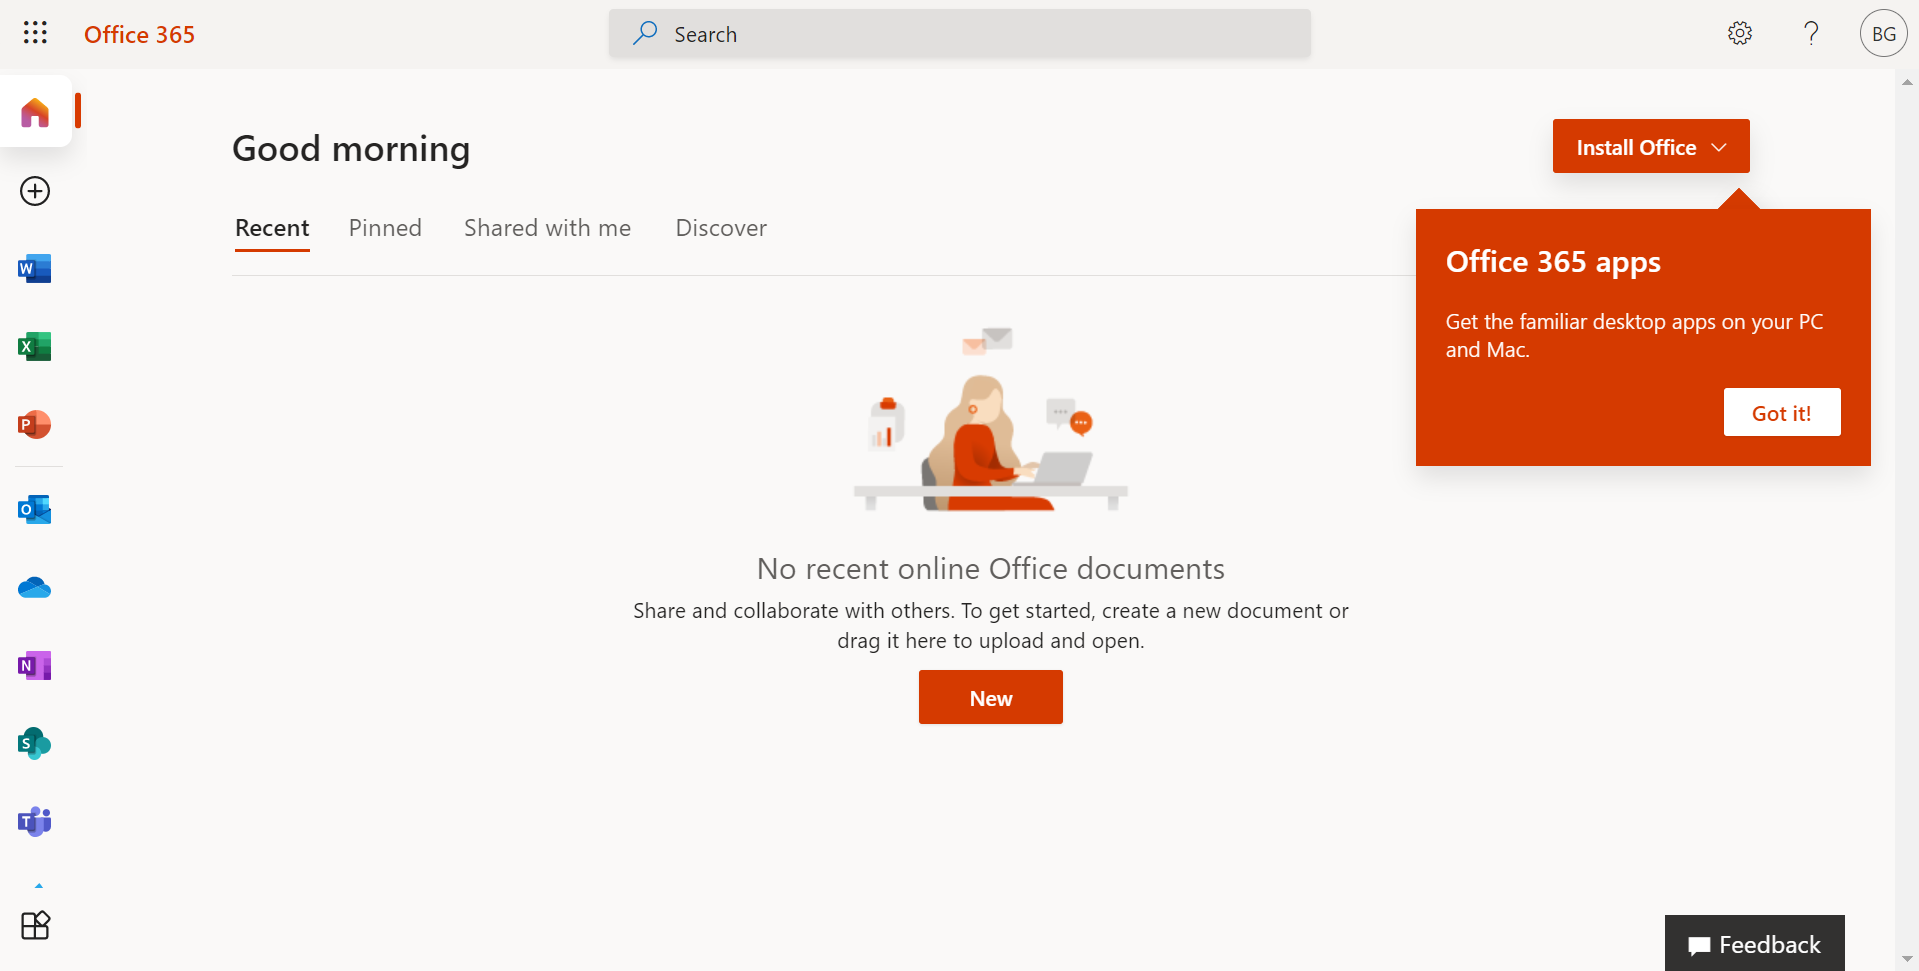 Office 365
Search
BG
Good morning
Install Office
Recent
Pinned
Shared with me
Discover
Office 365 apps
Get the familiar desktop apps on your PC
and Mac.
Got it!
W
X
P
O
N
S
T
No recent online Office documents
Share and collaborate with others. To get started, create a new document or
drag it here to upload and open.
New
Feedback